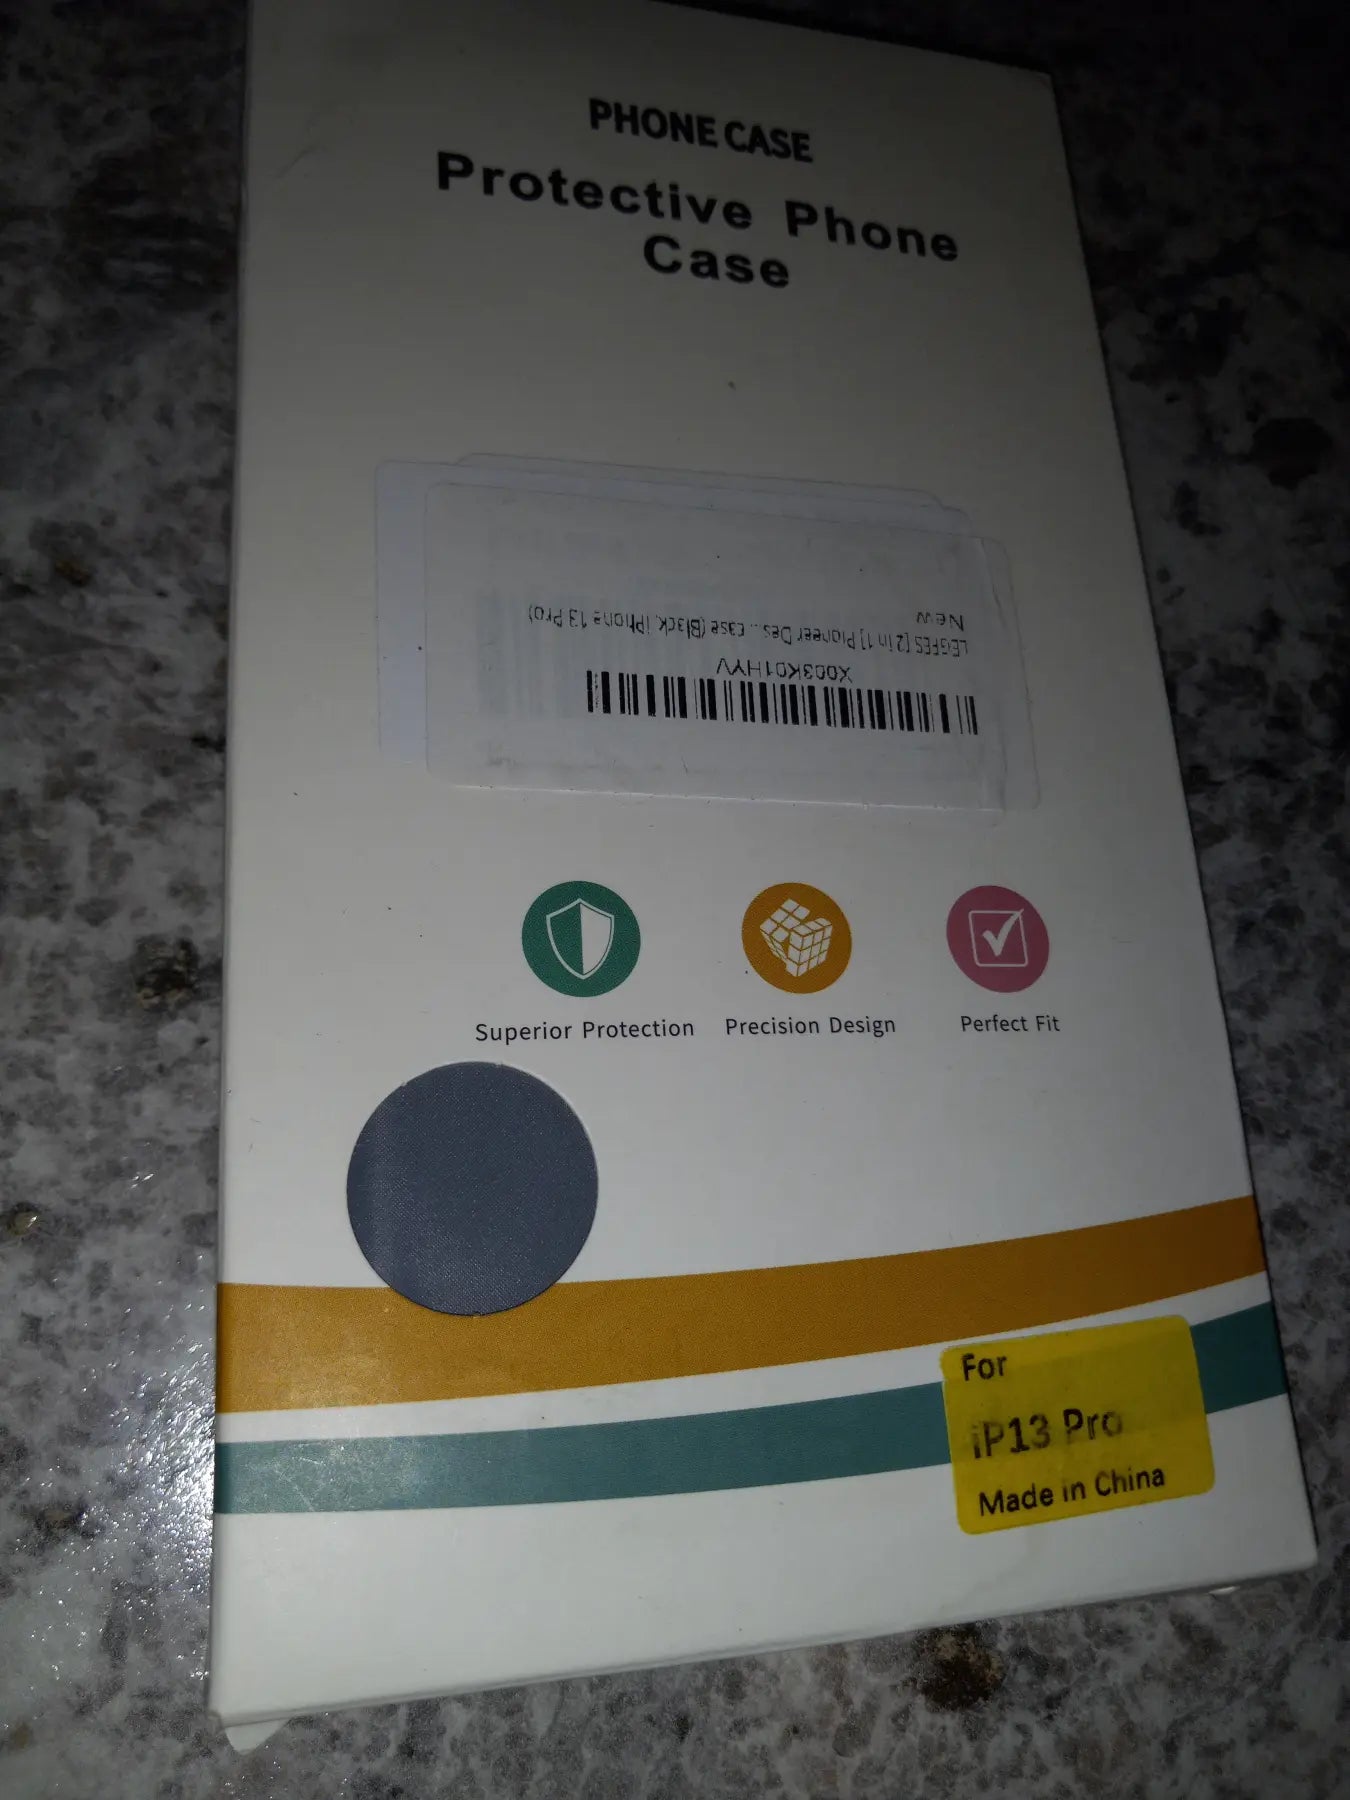 PHONE CASE
Protective Phone
Case
X003K01HYV
LEGFES [2 in 1] Pioneer Des... case (Black, iPhone 13 Pro)
New
Superior Protection
Precision Design
Perfect Fit
For
iP13 Pro
Made in China